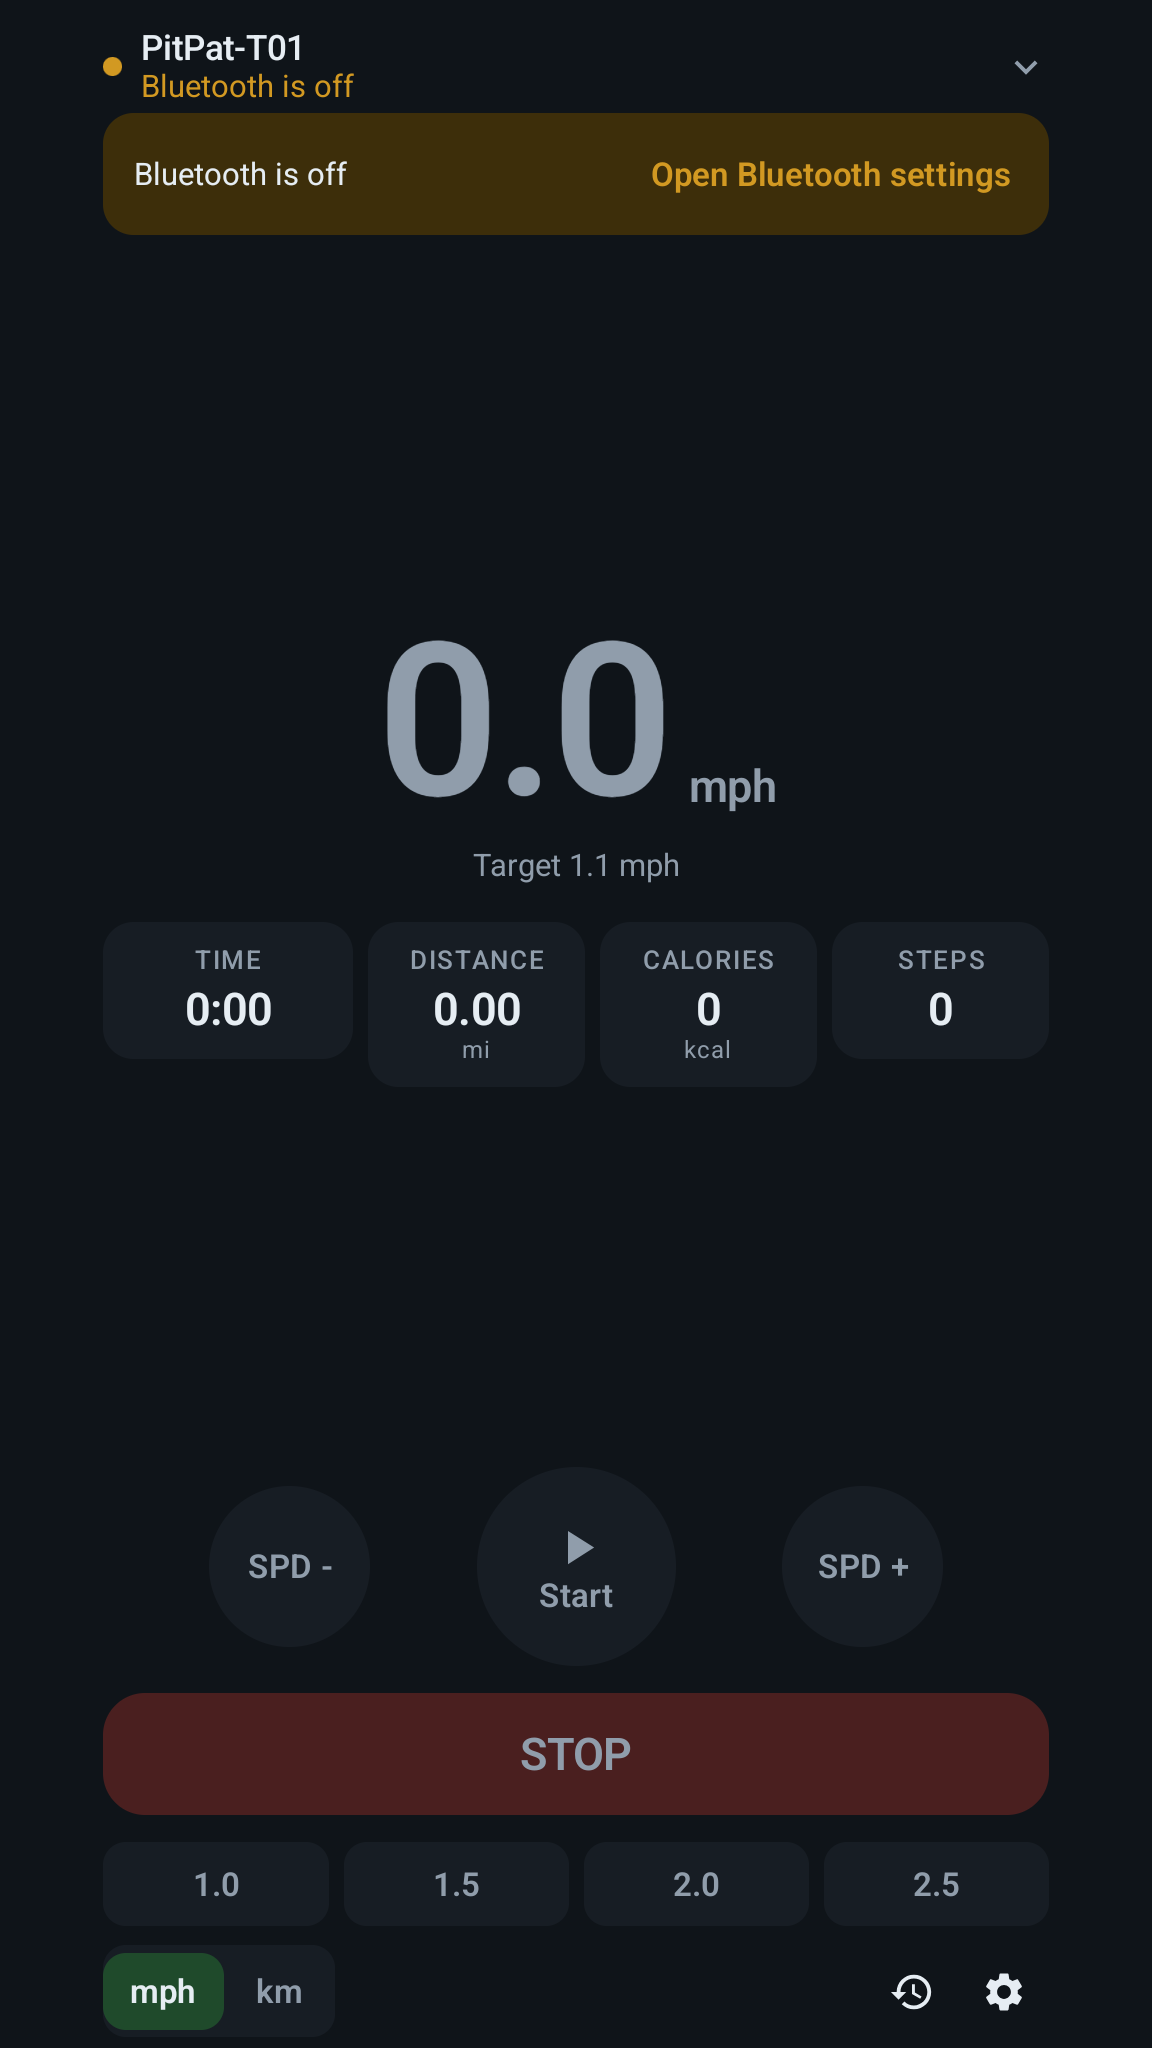 PitPat-T01
Bluetooth is off
Bluetooth is off
Open Bluetooth settings
0.0 mph
Target 1.1 mph
TIME
0:00
DISTANCE
0.00
mi
CALORIES
0
kcal
STEPS
0
SPD -
Start
SPD +
STOP
1.0
1.5
2.0
2.5
mph
km